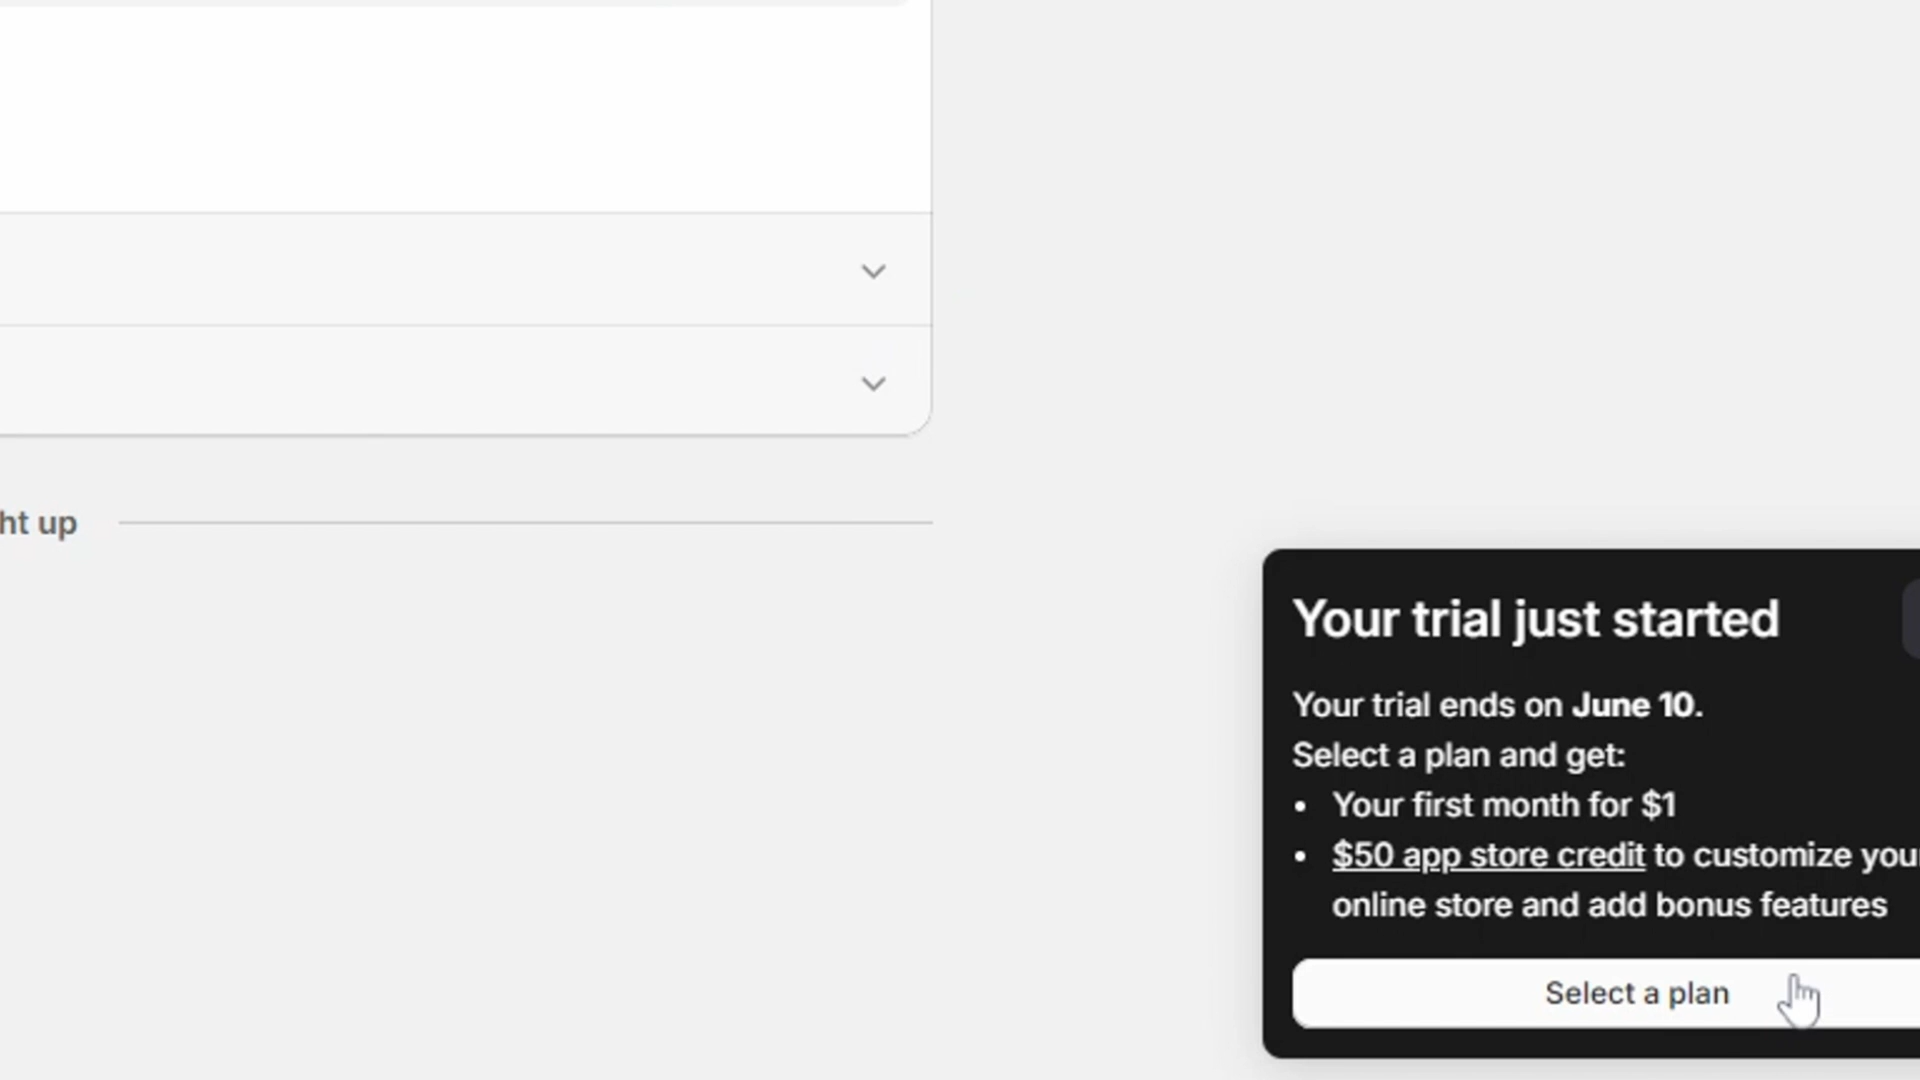 ht up
Your trial just started
Your trial ends on June 10.
Select a plan and get:
• Your first month for $1
• $50 app store credit to customize your
online store and add bonus features
Select a plan